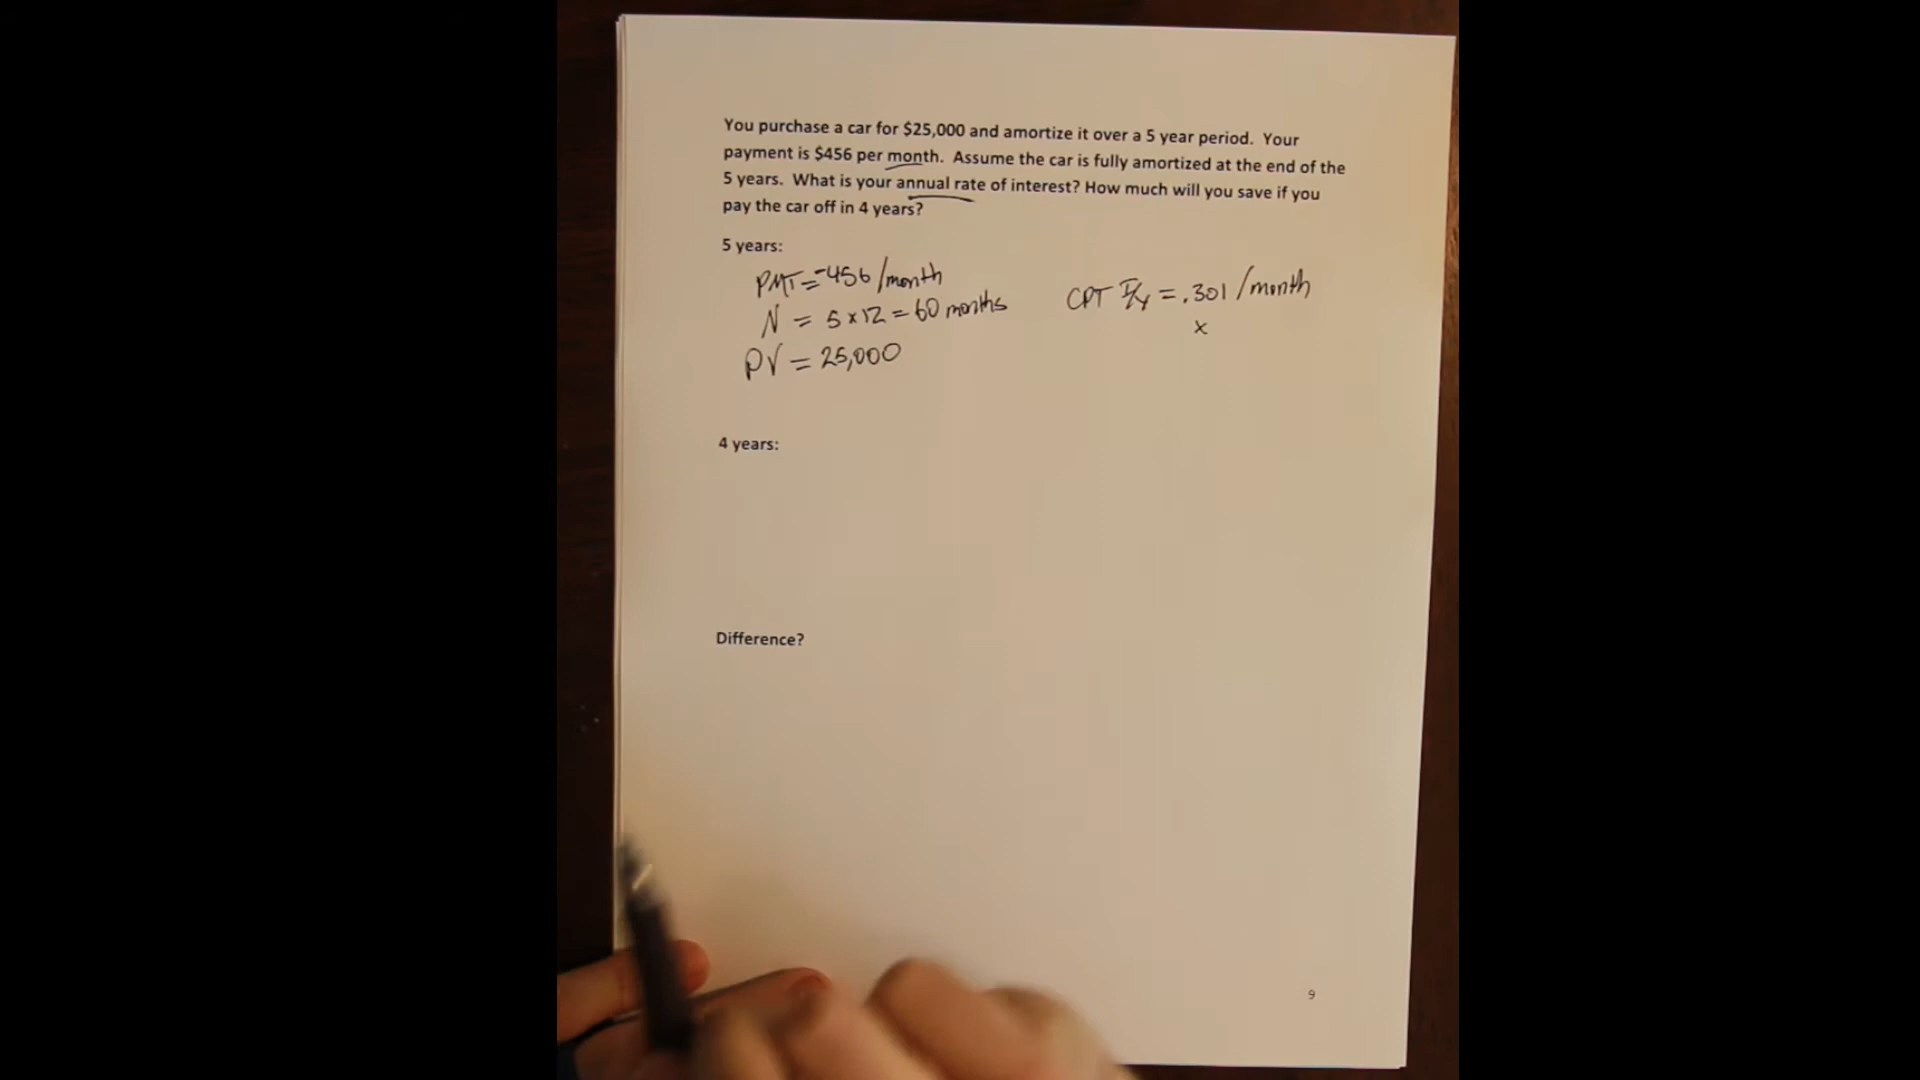 You purchase a car for $25,000 and amortize it over a 5 year period. Your
payment is $456 per month. Assume the car is fully amortized at the end of the
5 years. What is your annual rate of interest? How much will you save if you
pay the car off in 4 years?
5 years:
PMT = -456/month
N = 5 x 12 = 60 months
PV = 25,000
CPT I/Y = .301 /month
x
4 years:
Difference?
9